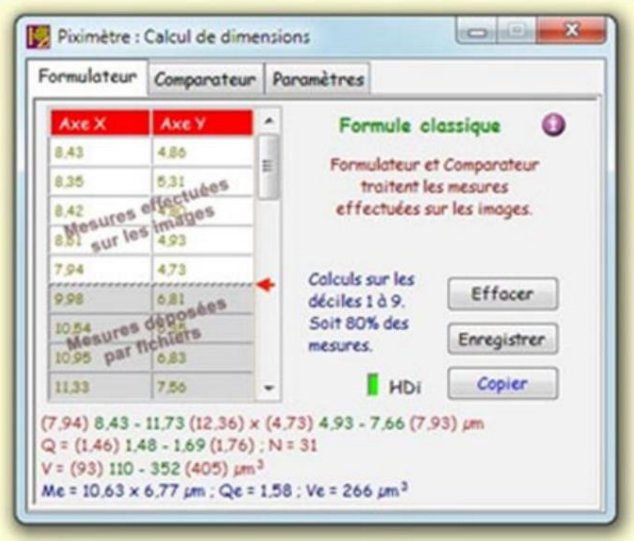 Piximètre : Calcul de dimensions
Formulateur Comparateur Paramètres
Axe X Axe Y
8,43 4,86
8,35 5,31
8,42
Mesures effectuées
sur les images
4,93
7,94 4,73
9,98 6,81
10,54
Mesures déposées
par fichiers
10,95 6,83
11,33 7,56
Formule classique
Formulateur et Comparateur
traitent les mesures
effectuées sur les images.
Calculs sur les
déciles 1 à 9.
Soit 80% des
mesures.
HDi
Effacer
Enregistrer
Copier
(7,94) 8,43 - 11,73 (12,36) x (4,73) 4,93 - 7,66 (7,93) µm
Q = (1,46) 1,48 - 1,69 (1,76) ; N = 31
V = (93) 110 - 352 (405) µm³
Me = 10,63 x 6,77 µm ; Qe = 1,58 ; Ve = 266 µm³